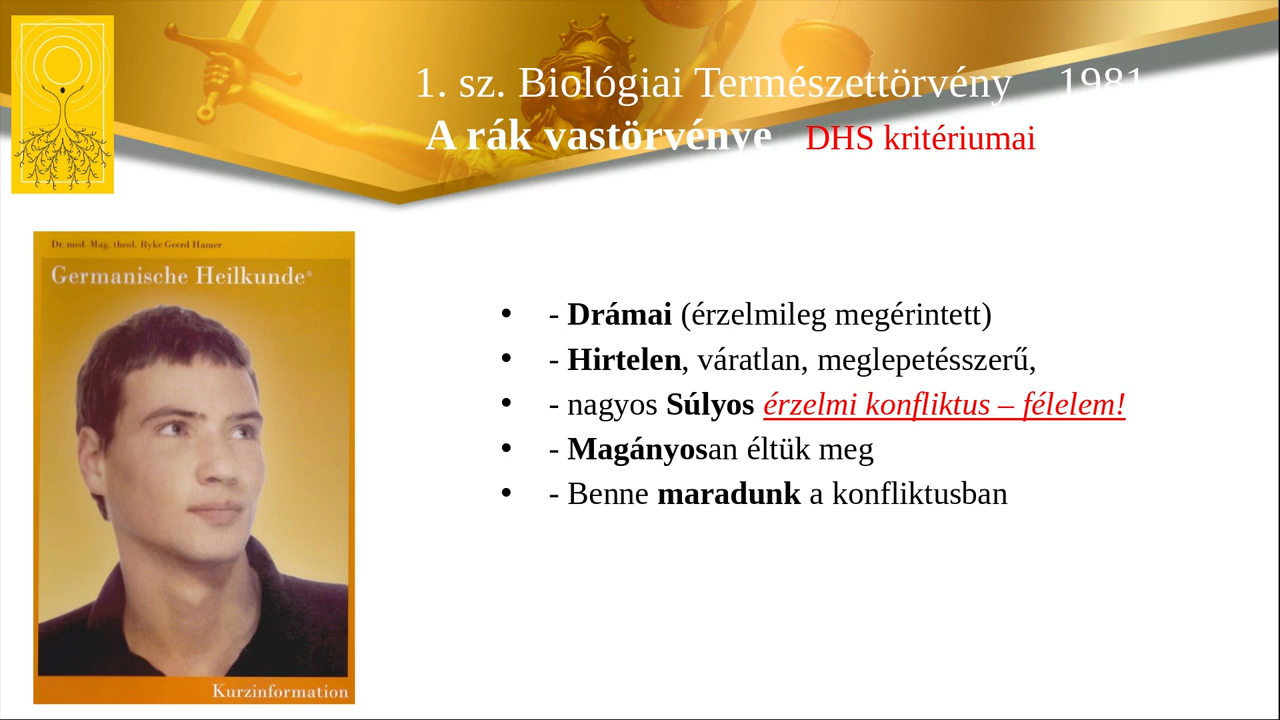 1. sz. Biológiai Természettörvény 1981
A rák vastörvénye DHS kritériumai
Dr. med. Mag. theol. Ryke Geerd Hamer
Germanische Heilkunde®
Kurzinformation
• - Drámai (érzelmileg megérintett)
• - Hirtelen, váratlan, meglepetésszerű,
• - nagyos Súlyos érzelmi konfliktus – félelem!
• - Magányosan éltük meg
• - Benne maradunk a konfliktusban